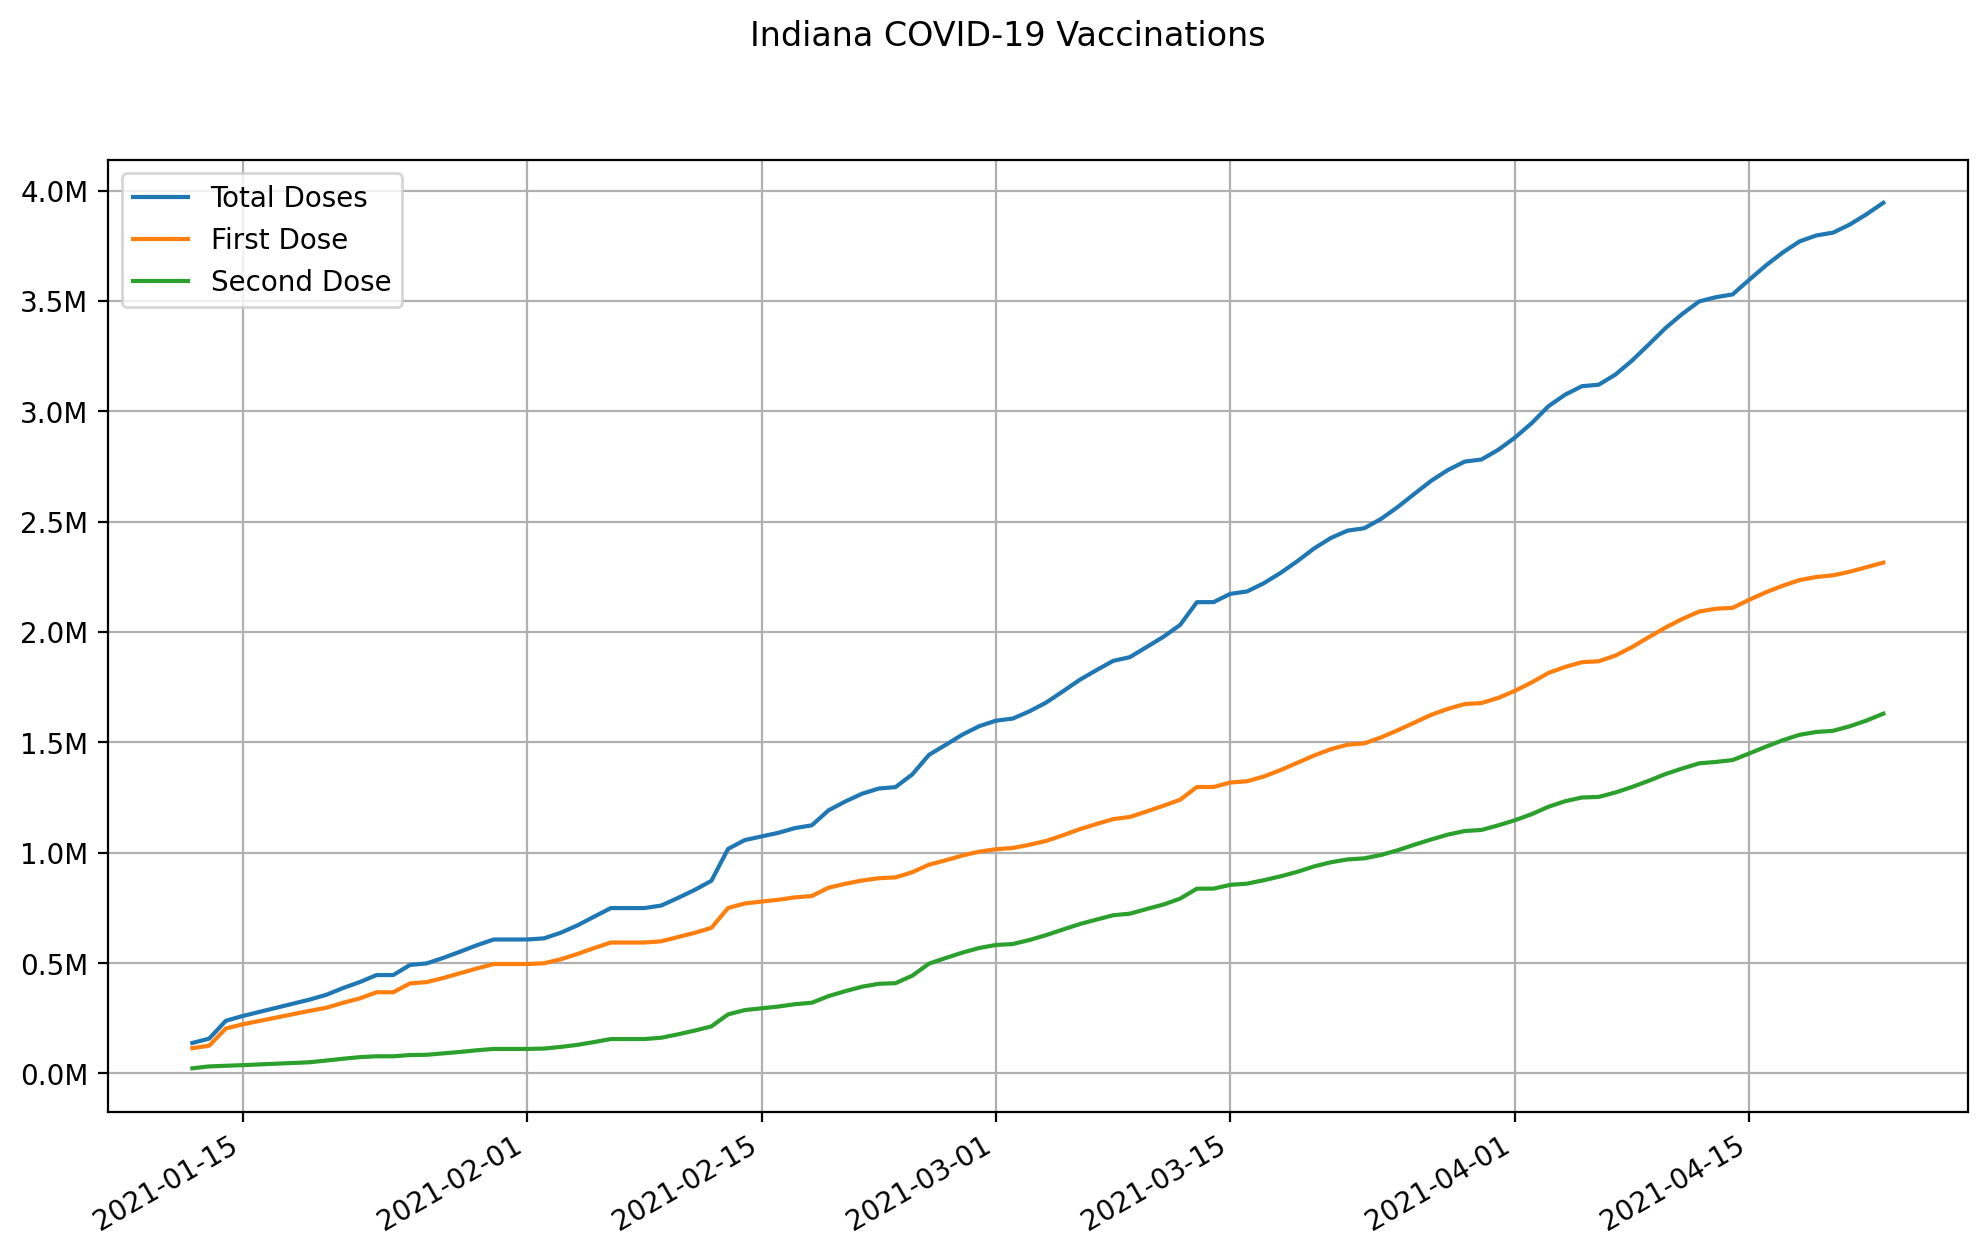 Indiana COVID-19 Vaccinations
Total Doses
First Dose
Second Dose
4.0M
3.5M
3.0M
2.5M
2.0M
1.5M
1.0M
0.5M
0.0M
2021-01-15
2021-02-01
2021-02-15
2021-03-01
2021-03-15
2021-04-01
2021-04-15